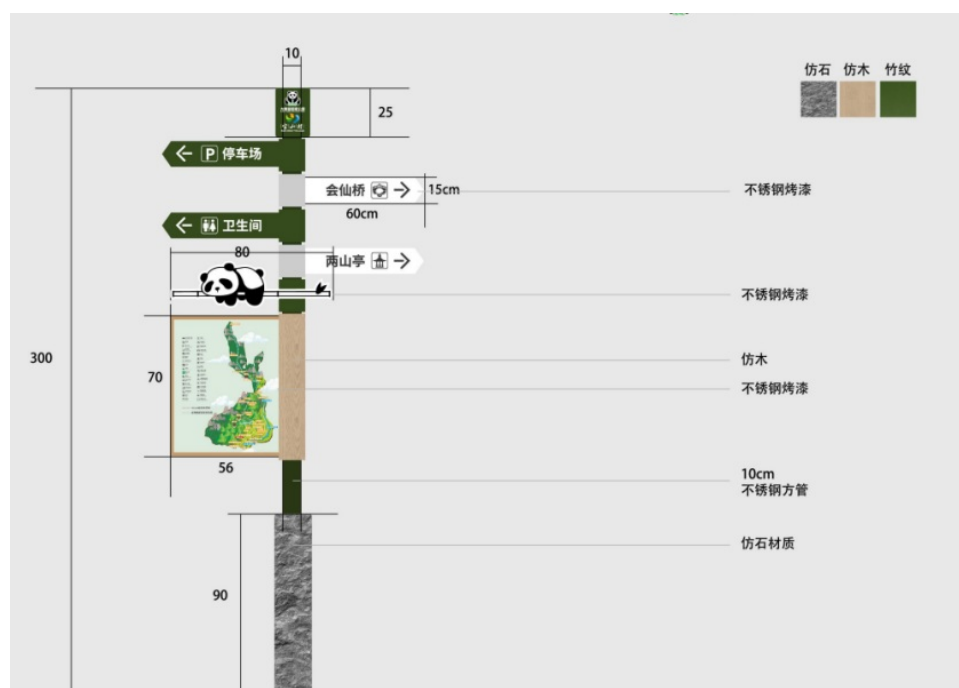 10
仿石 仿木 竹纹
25
P 停车场
会仙桥
15cm
不锈钢烤漆
60cm
卫生间
80
两山亭
不锈钢烤漆
300
仿木
70
不锈钢烤漆
56
10cm
不锈钢方管
仿石材质
90